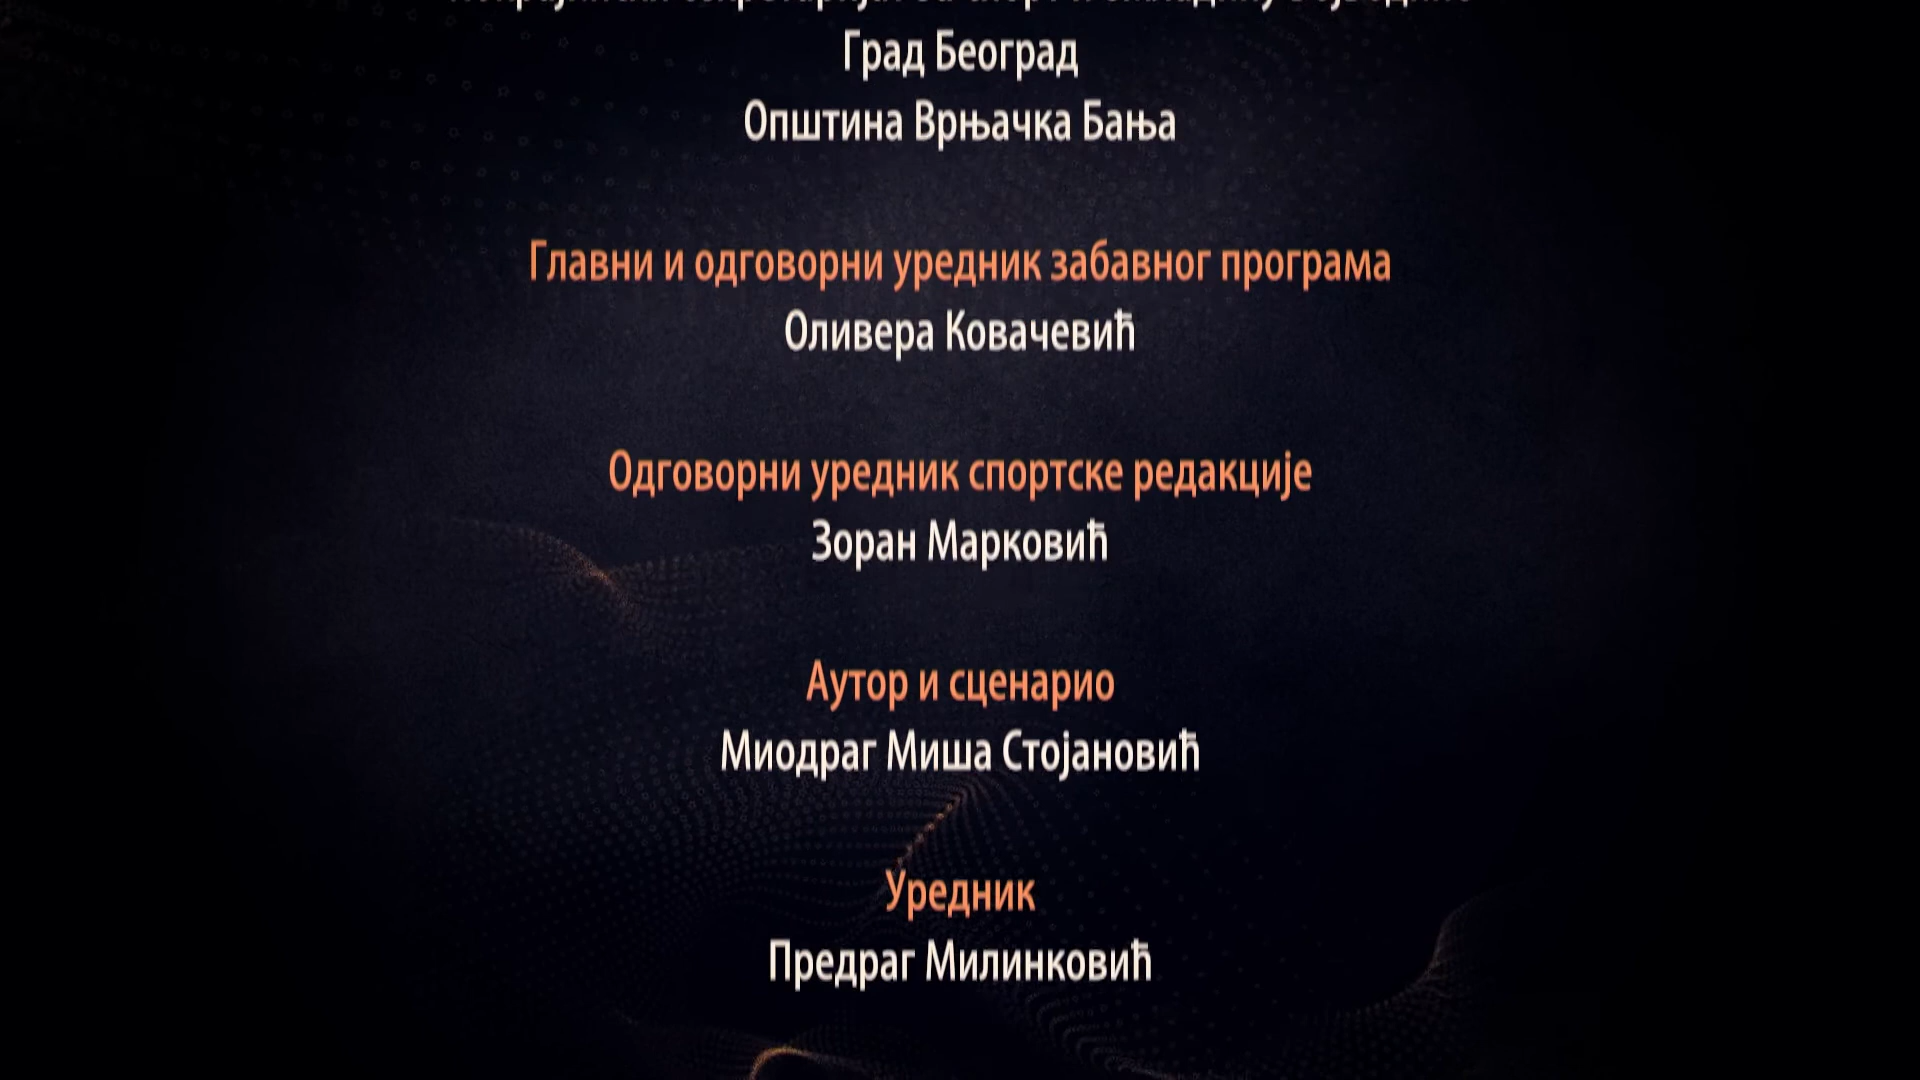 Град Београд
Општина Врњачка Бања
Главни и одговорни уредник забавног програма
Оливера Ковачевић
Одговорни уредник спортске редакције
Зоран Марковић
Аутор и сценарио
Миодраг Миша Стојановић
Уредник
Предраг Милинковић